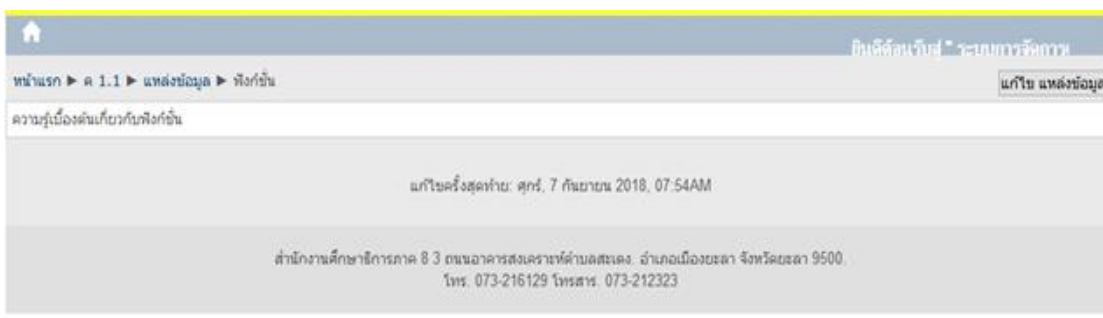 ยินดีต้อนรับสู่ " ระบบการจัดการ
หน้าแรก ► ค 1.1 ► แหล่งข้อมูล ► ฟังก์ชั่น
แก้ไข แหล่งข้อมูล
ความรู้เบื้องต้นเกี่ยวกับฟังก์ชั่น
แก้ไขครั้งสุดท้าย: ศุกร์, 7 กันยายน 2018, 07:54AM
สำนักงานศึกษาธิการภาค 8 3 ถนนอาคารสงเคราะห์ตำบลสะเตง. อำเภอเมืองยะลา จังหวัดยะลา 9500.
โทร. 073-216129 โทรสาร. 073-212323